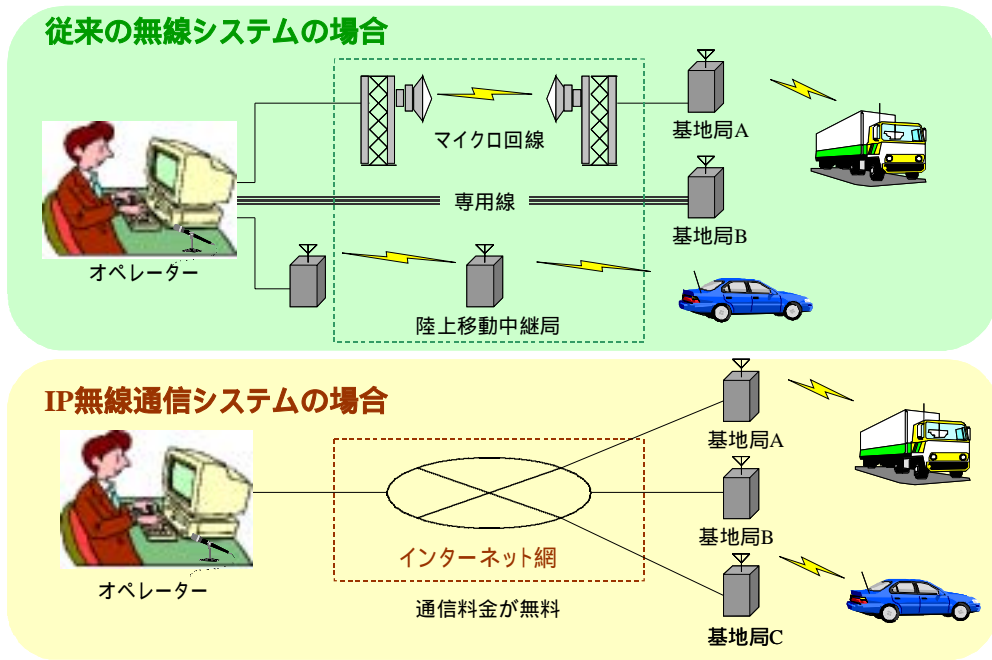 従来の無線システムの場合
マイクロ回線
基地局A
専用線
基地局B
オペレーター
陸上移動中継局
IP無線通信システムの場合
基地局A
基地局B
インターネット網
オペレーター
通信料金が無料
基地局C